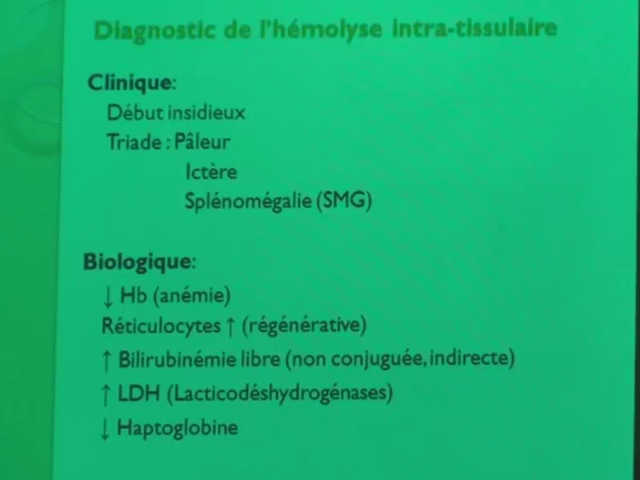 Diagnostic de l'hémolyse intra-tissulaire
Clinique:
Début insidieux
Triade : Pâleur
Ictère
Splénomégalie (SMG)
Biologique:
↓ Hb (anémie)
Réticulocytes ↑ (régénérative)
↑ Bilirubinémie libre (non conjuguée, indirecte)
↑ LDH (Lacticodéshydrogénases)
↓ Haptoglobine